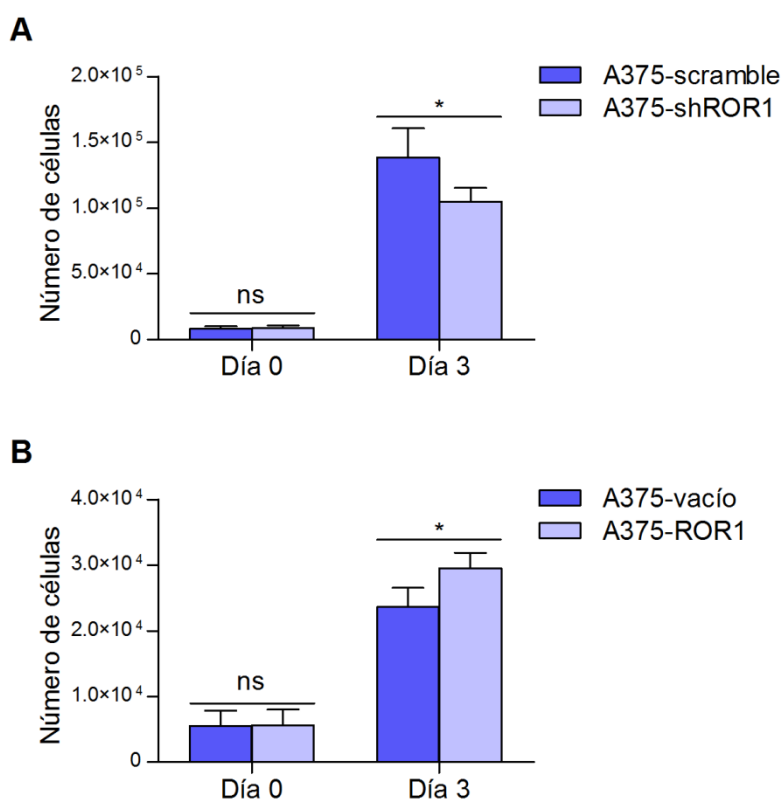 A
A375-scramble
A375-shROR1
Número de células
2.0×10⁵
1.5×10⁵
1.0×10⁵
5.0×10⁴
0
ns
*
Día 0
Día 3
B
A375-vacío
A375-ROR1
Número de células
4.0×10⁴
3.0×10⁴
2.0×10⁴
1.0×10⁴
0
ns
*
Día 0
Día 3